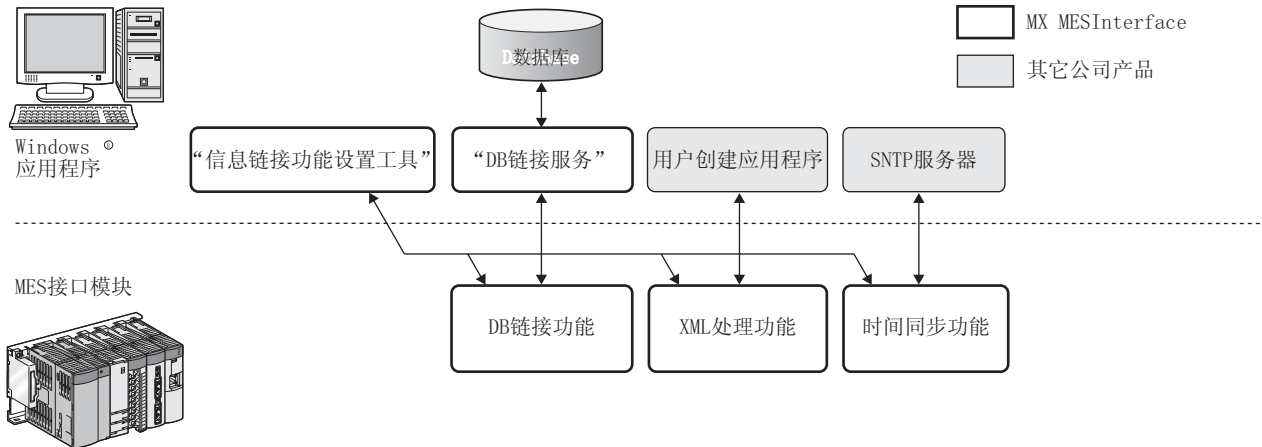 MX MESInterface
数据库
其它公司产品
Windows ®
应用程序
“信息链接功能设置工具”
“DB链接服务”
用户创建应用程序
SNTP服务器
MES接口模块
DB链接功能
XML处理功能
时间同步功能